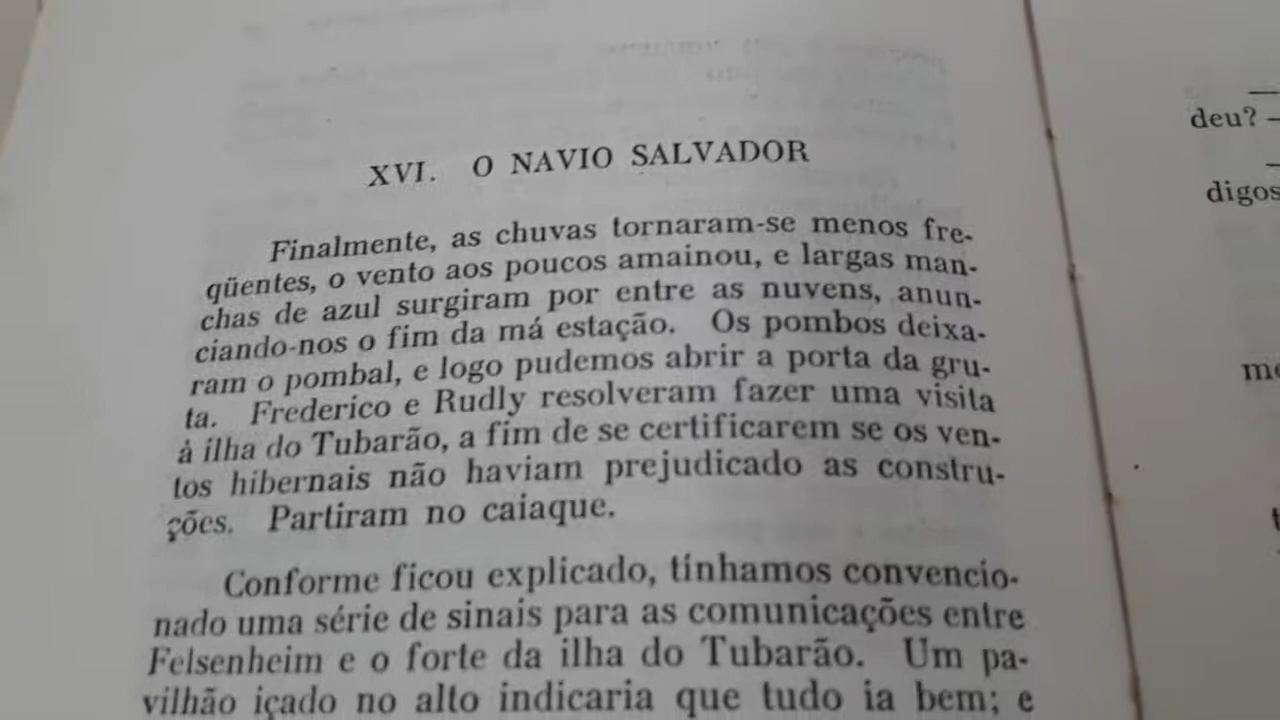 XVI. O NAVIO SALVADOR
Finalmente, as chuvas tornaram-se menos fre-
qüentes, o vento aos poucos amainou, e largas man-
chas de azul surgiram por entre as nuvens, anun-
ciando-nos o fim da má estação. Os pombos deixa-
ram o pombal, e logo pudemos abrir a porta da gru-
ta. Frederico e Rudly resolveram fazer uma visita
à ilha do Tubarão, a fim de se certificarem se os ven-
tos hibernais não haviam prejudicado as constru-
ções. Partiram no caiaque.
Conforme ficou explicado, tínhamos convencio-
nado uma série de sinais para as comunicações entre
Felsenheim e o forte da ilha do Tubarão. Um pa-
vilhão içado no alto indicaria que tudo ia bem; e
deu? —
digos